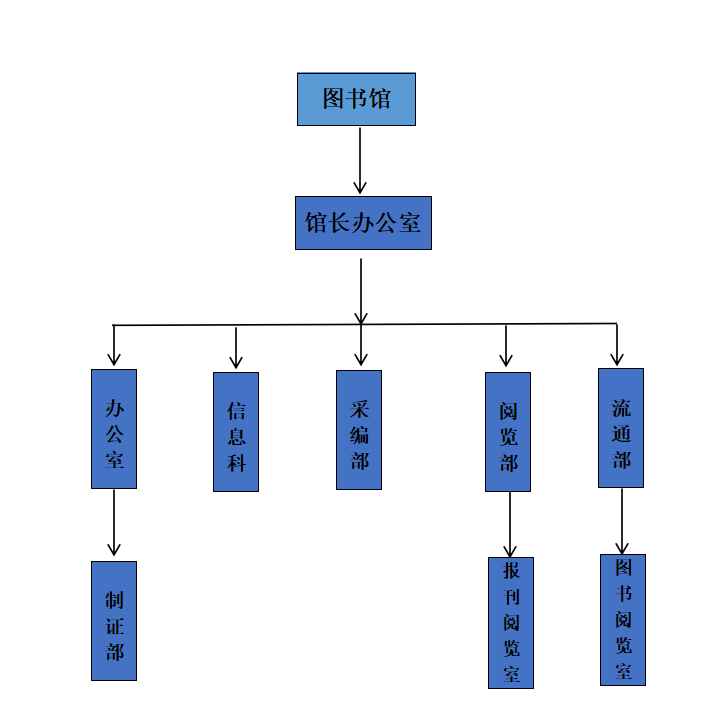 图书馆
馆长办公室
办公室
信息科
采编部
阅览部
流通部
制证部
报刊阅览室
图书阅览室